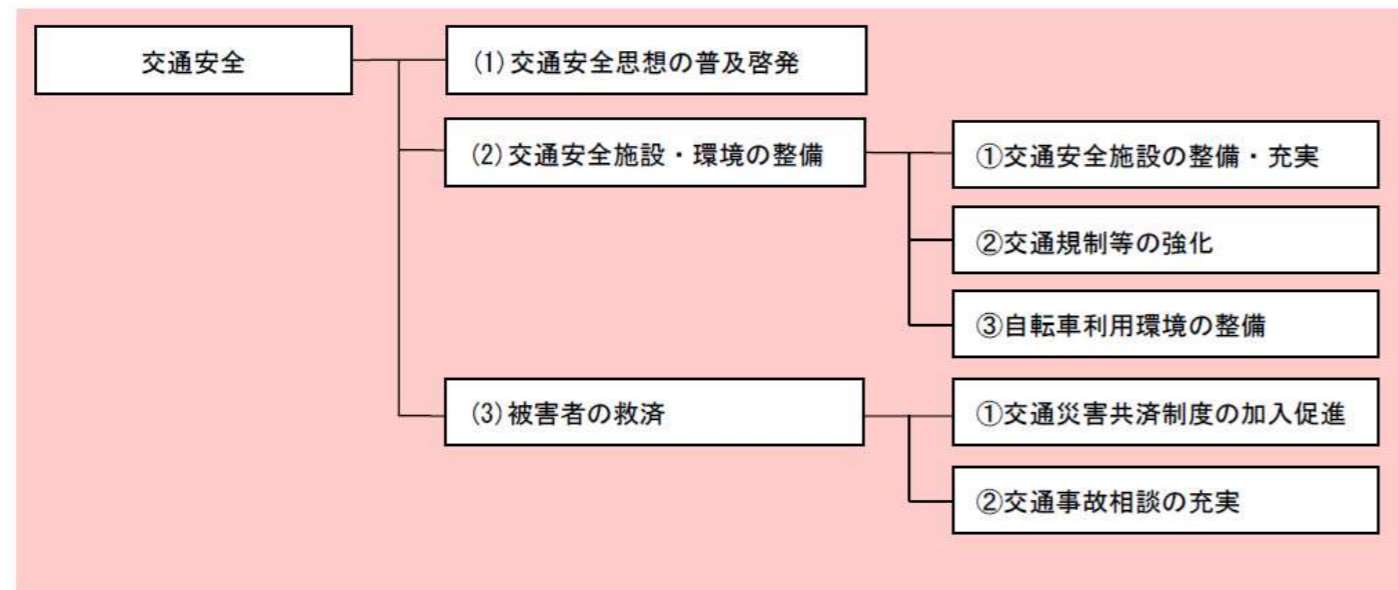 交通安全
(1)交通安全思想の普及啓発
(2)交通安全施設・環境の整備
①交通安全施設の整備・充実
②交通規制等の強化
③自転車利用環境の整備
(3)被害者の救済
①交通災害共済制度の加入促進
②交通事故相談の充実